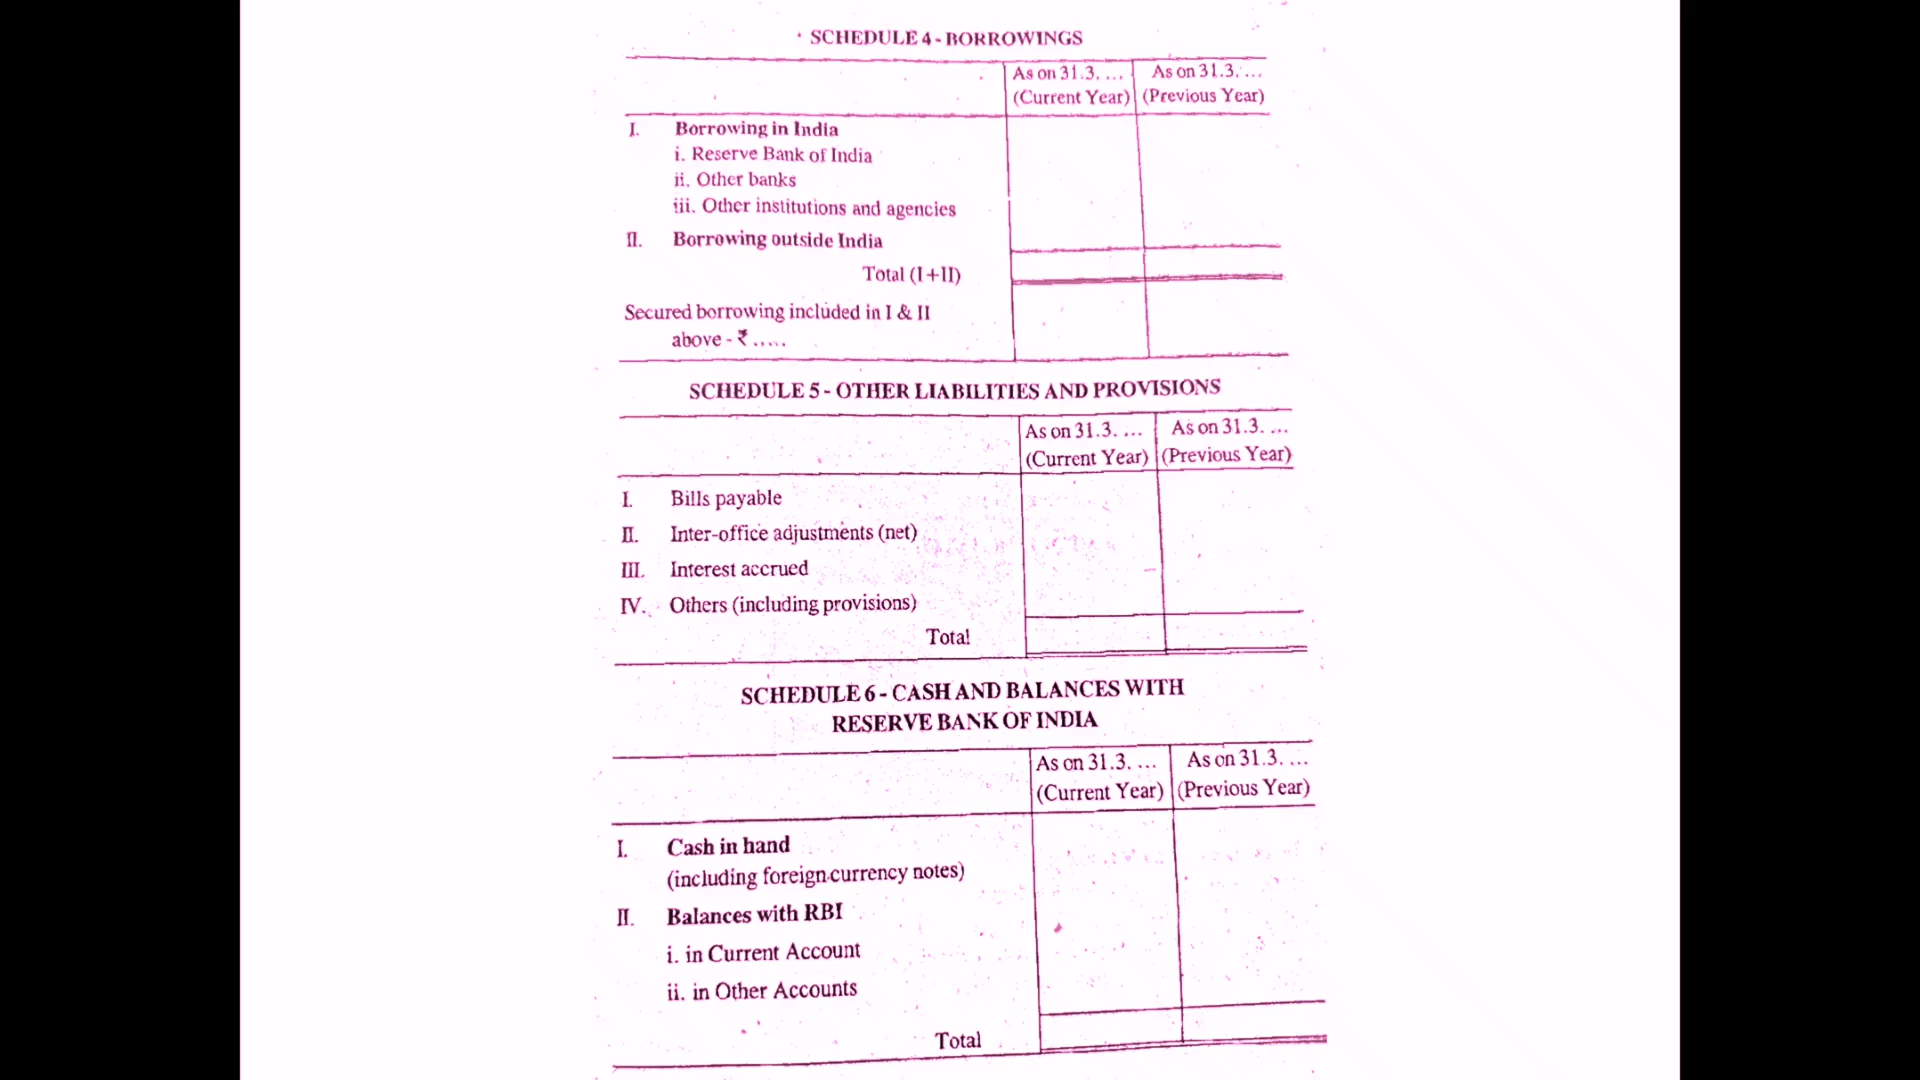 SCHEDULE 4 - BORROWINGS
As on 31.3. ... As on 31.3. ...
(Current Year) (Previous Year)
I. Borrowing in India
i. Reserve Bank of India
ii. Other banks
iii. Other institutions and agencies
II. Borrowing outside India
Total (I+II)
Secured borrowing included in I & II
above - ₹ .....
SCHEDULE 5 - OTHER LIABILITIES AND PROVISIONS
As on 31.3. ... As on 31.3. ...
(Current Year) (Previous Year)
I. Bills payable
II. Inter-office adjustments (net)
III. Interest accrued
IV. Others (including provisions)
Total
SCHEDULE 6 - CASH AND BALANCES WITH
RESERVE BANK OF INDIA
As on 31.3. ... As on 31.3. ...
(Current Year) (Previous Year)
I. Cash in hand
(including foreign currency notes)
II. Balances with RBI
i. in Current Account
ii. in Other Accounts
Total